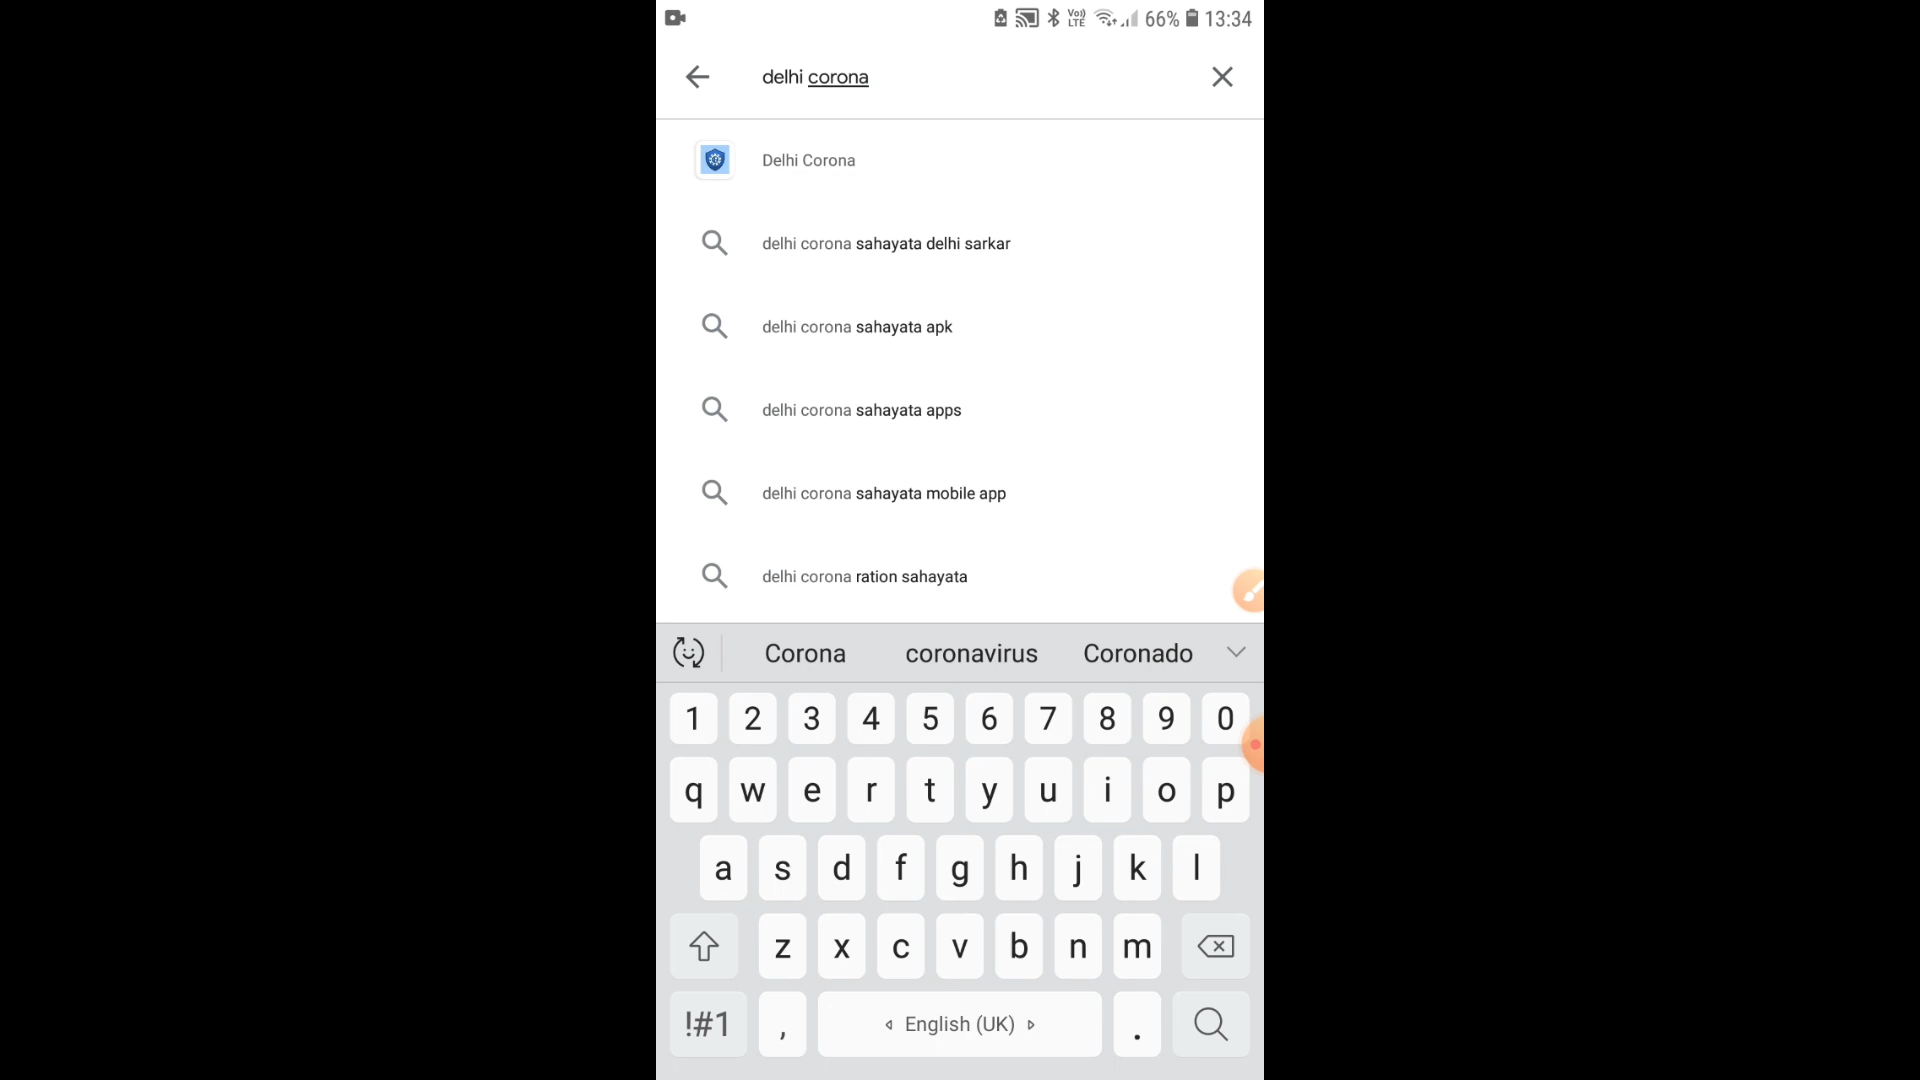 Vo)) LTE 66% 13:34
delhi corona
Delhi Corona
delhi corona sahayata delhi sarkar
delhi corona sahayata apk
delhi corona sahayata apps
delhi corona sahayata mobile app
delhi corona ration sahayata
Corona coronavirus Coronado
1 2 3 4 5 6 7 8 9 0
q w e r t y u i o p
a s d f g h j k l
z x c v b n m
!#1 , English (UK) .